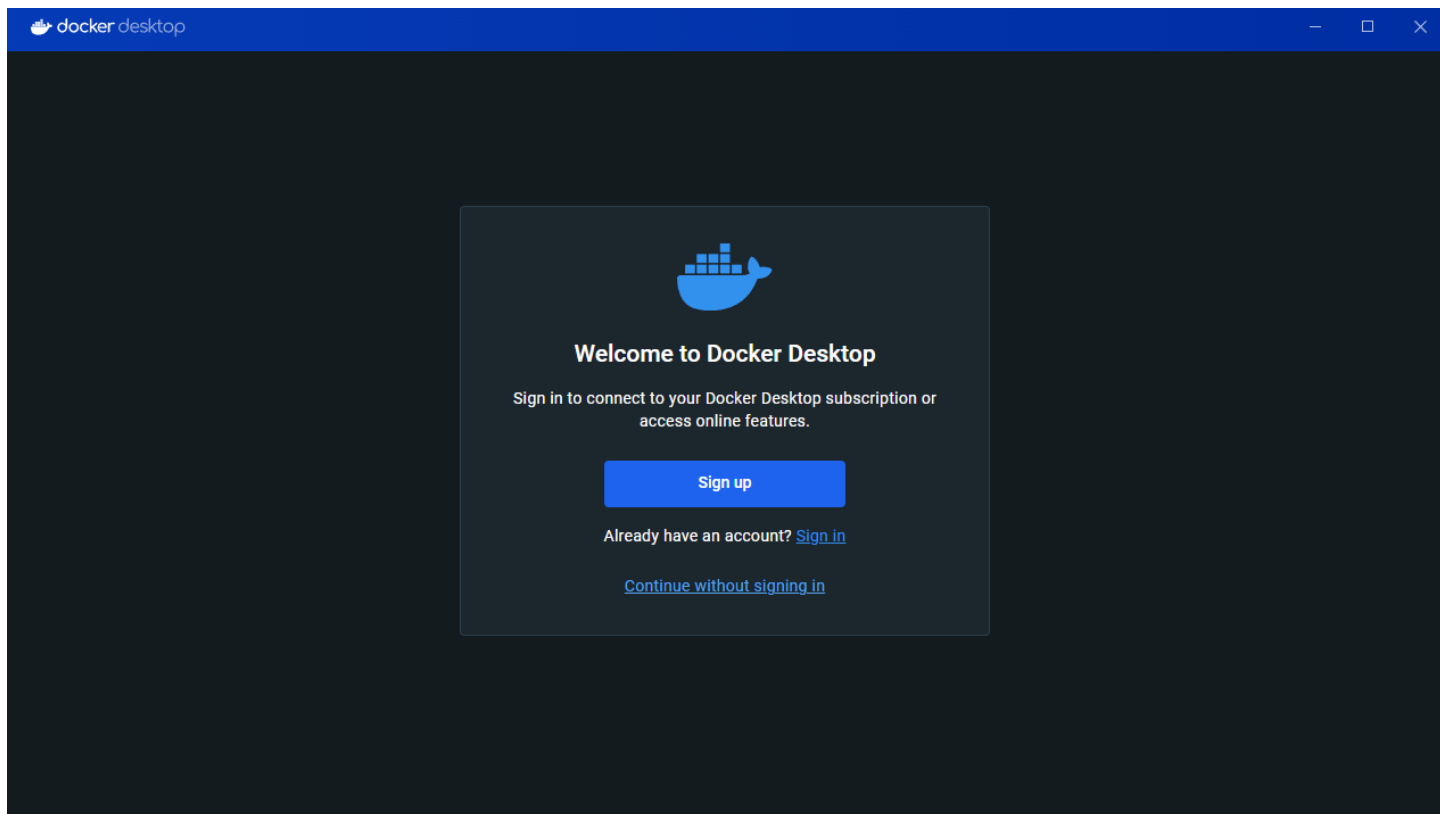 docker desktop
Welcome to Docker Desktop
Sign in to connect to your Docker Desktop subscription or
access online features.
Sign up
Already have an account? Sign in
Continue without signing in